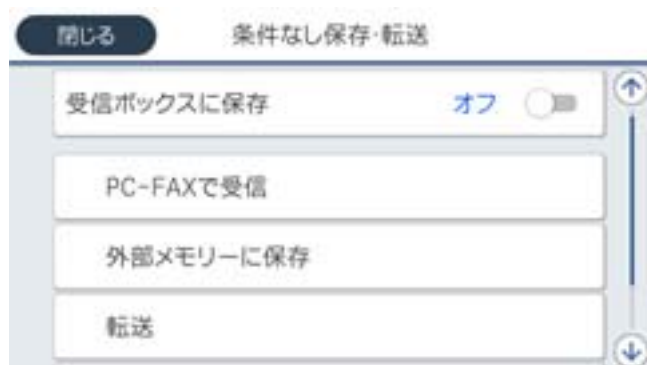 閉じる
条件なし保存・転送
受信ボックスに保存 オフ
PC-FAXで受信
外部メモリーに保存
転送